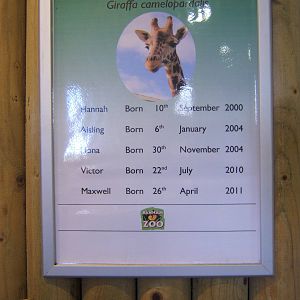 Giraffa camelopardalis
Hannah Born 10th September 2000
Aisling Born 6th January 2004
Born 30th November 2004
Victor Born 22nd July 2010
Maxwell Born 26th April 2011
ZOO